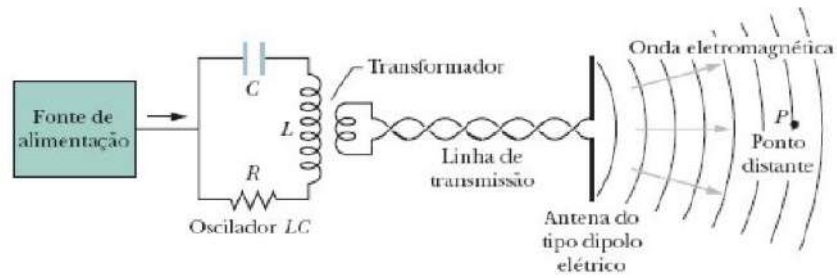 Fonte de
alimentação
C
L
R
Oscilador LC
Transformador
Linha de
transmissão
Antena do
tipo dipolo
elétrico
Onda eletromagnética
P
Ponto
distante